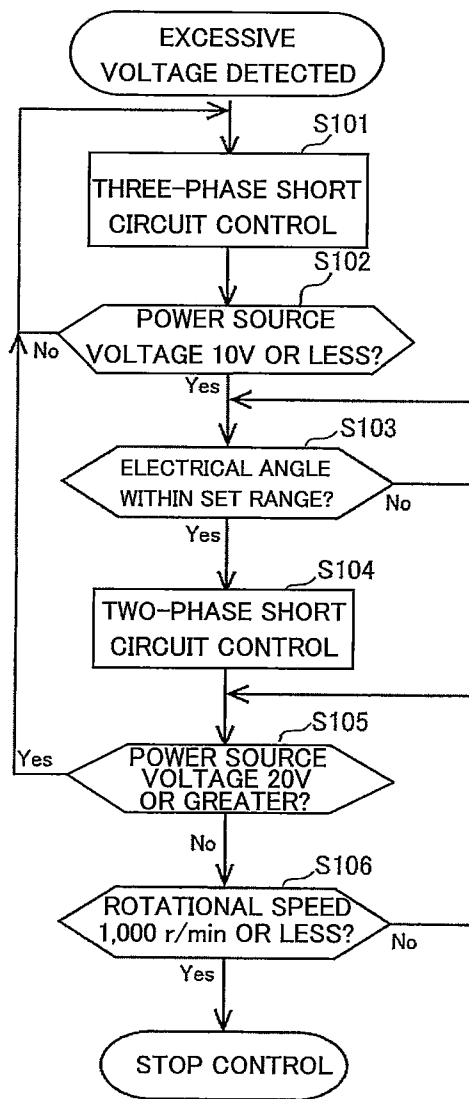 EXCESSIVE
VOLTAGE DETECTED
S101
THREE-PHASE SHORT
CIRCUIT CONTROL
S102
POWER SOURCE
VOLTAGE 10V OR LESS?
No
Yes
S103
ELECTRICAL ANGLE
WITHIN SET RANGE?
No
Yes
S104
TWO-PHASE SHORT
CIRCUIT CONTROL
S105
Yes
POWER SOURCE
VOLTAGE 20V
OR GREATER?
No
S106
ROTATIONAL SPEED
1,000 r/min OR LESS?
No
Yes
STOP CONTROL